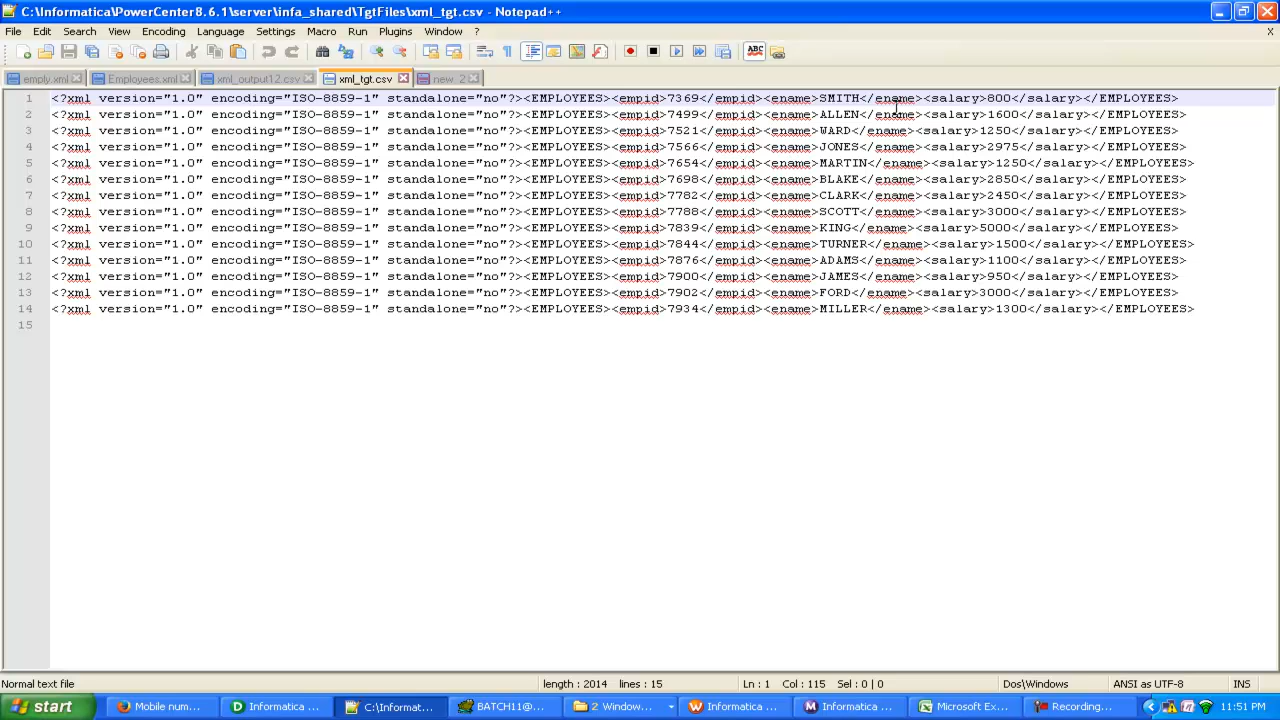 C:\Informatica\PowerCenter8.6.1\server\infa_shared\TgtFiles\xml_tgt.csv - Notepad++
File Edit Search View Encoding Language Settings Macro Run Plugins Window ? X
emply.xml Employees.xml xml_output12.csv xml_tgt.csv new 2
1 <?xml version="1.0" encoding="ISO-8859-1" standalone="no"?><EMPLOYEES><empid>7369</empid><ename>SMITH</ename><salary>800</salary></EMPLOYEES>
2 <?xml version="1.0" encoding="ISO-8859-1" standalone="no"?><EMPLOYEES><empid>7499</empid><ename>ALLEN</ename><salary>1600</salary></EMPLOYEES>
3 <?xml version="1.0" encoding="ISO-8859-1" standalone="no"?><EMPLOYEES><empid>7521</empid><ename>WARD</ename><salary>1250</salary></EMPLOYEES>
4 <?xml version="1.0" encoding="ISO-8859-1" standalone="no"?><EMPLOYEES><empid>7566</empid><ename>JONES</ename><salary>2975</salary></EMPLOYEES>
5 <?xml version="1.0" encoding="ISO-8859-1" standalone="no"?><EMPLOYEES><empid>7654</empid><ename>MARTIN</ename><salary>1250</salary></EMPLOYEES>
6 <?xml version="1.0" encoding="ISO-8859-1" standalone="no"?><EMPLOYEES><empid>7698</empid><ename>BLAKE</ename><salary>2850</salary></EMPLOYEES>
7 <?xml version="1.0" encoding="ISO-8859-1" standalone="no"?><EMPLOYEES><empid>7782</empid><ename>CLARK</ename><salary>2450</salary></EMPLOYEES>
8 <?xml version="1.0" encoding="ISO-8859-1" standalone="no"?><EMPLOYEES><empid>7788</empid><ename>SCOTT</ename><salary>3000</salary></EMPLOYEES>
9 <?xml version="1.0" encoding="ISO-8859-1" standalone="no"?><EMPLOYEES><empid>7839</empid><ename>KING</ename><salary>5000</salary></EMPLOYEES>
10 <?xml version="1.0" encoding="ISO-8859-1" standalone="no"?><EMPLOYEES><empid>7844</empid><ename>TURNER</ename><salary>1500</salary></EMPLOYEES>
11 <?xml version="1.0" encoding="ISO-8859-1" standalone="no"?><EMPLOYEES><empid>7876</empid><ename>ADAMS</ename><salary>1100</salary></EMPLOYEES>
12 <?xml version="1.0" encoding="ISO-8859-1" standalone="no"?><EMPLOYEES><empid>7900</empid><ename>JAMES</ename><salary>950</salary></EMPLOYEES>
13 <?xml version="1.0" encoding="ISO-8859-1" standalone="no"?><EMPLOYEES><empid>7902</empid><ename>FORD</ename><salary>3000</salary></EMPLOYEES>
14 <?xml version="1.0" encoding="ISO-8859-1" standalone="no"?><EMPLOYEES><empid>7934</empid><ename>MILLER</ename><salary>1300</salary></EMPLOYEES>
15
Normal text file length : 2014 lines : 15 Ln : 1 Col : 115 Sel : 0 | 0 Dos\Windows ANSI as UTF-8 INS
start Mobile num... Informatica ... C:\Informat... BATCH11@... 2 Window... Informatica ... Informatica ... Microsoft Ex... Recording... 11:51 PM